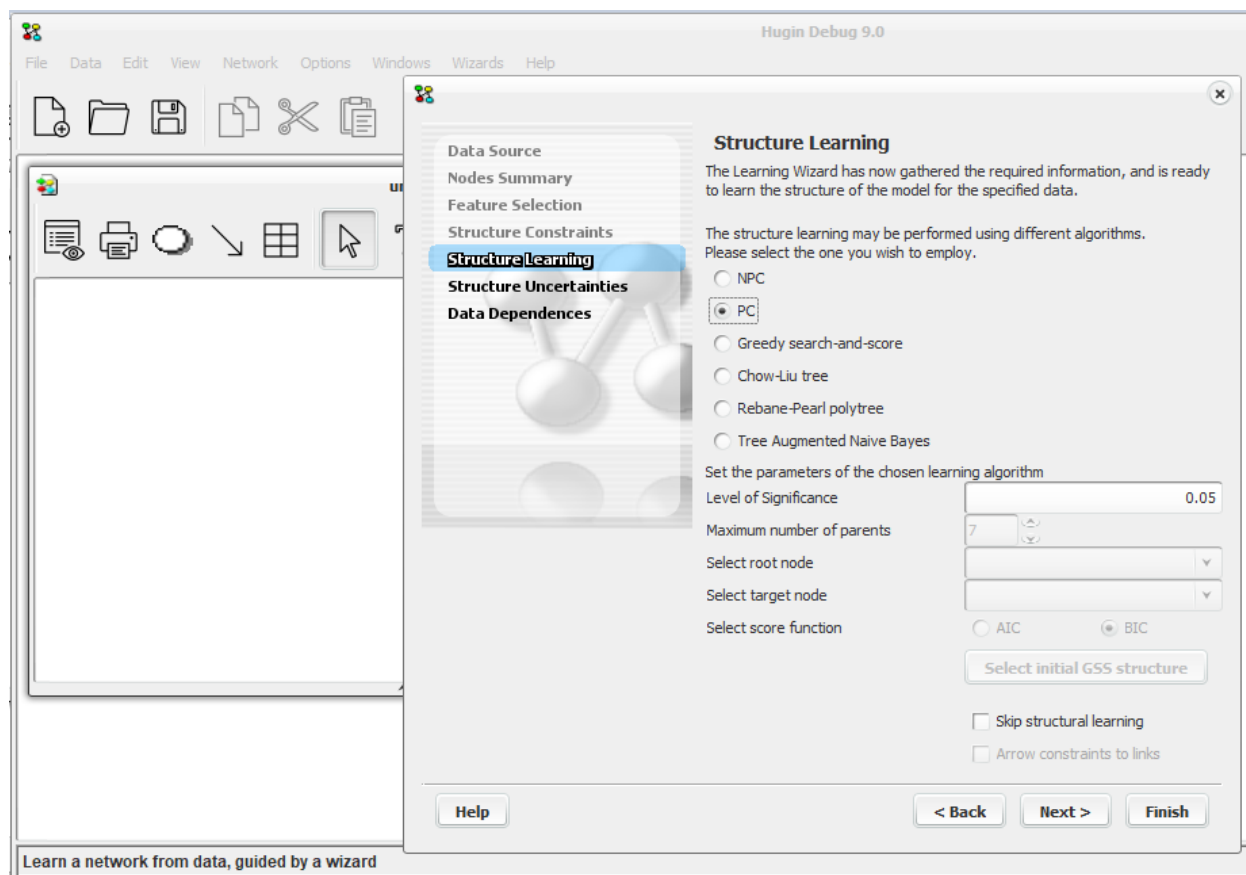 Hugin Debug 9.0
File Data Edit View Network Options Windows Wizards Help
Data Source
Nodes Summary
Feature Selection
Structure Constraints
Structure Learning
Structure Uncertainties
Data Dependences
Structure Learning
The Learning Wizard has now gathered the required information, and is ready
to learn the structure of the model for the specified data.
The structure learning may be performed using different algorithms.
Please select the one you wish to employ.
NPC
PC
Greedy search-and-score
Chow-Liu tree
Rebane-Pearl polytree
Tree Augmented Naive Bayes
Set the parameters of the chosen learning algorithm
Level of Significance 0.05
Maximum number of parents 7
Select root node
Select target node
Select score function AIC BIC
Select initial GSS structure
Skip structural learning
Arrow constraints to links
Help < Back Next > Finish
Learn a network from data, guided by a wizard